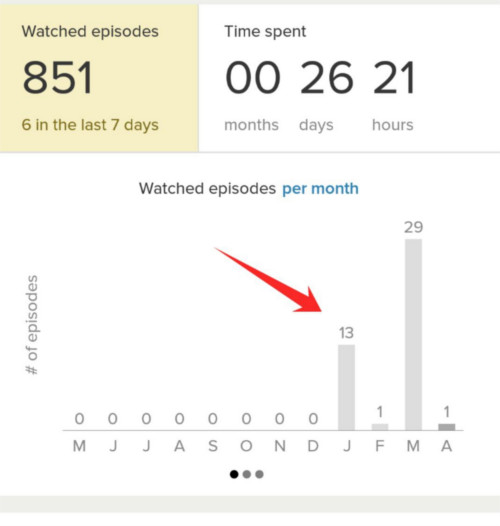 Watched episodes
851
6 in the last 7 days
Time spent
00 26 21
months days hours
Watched episodes per month
# of episodes
29
13
1 1
0 0 0 0 0 0 0 0
M J J A S O N D J F M A